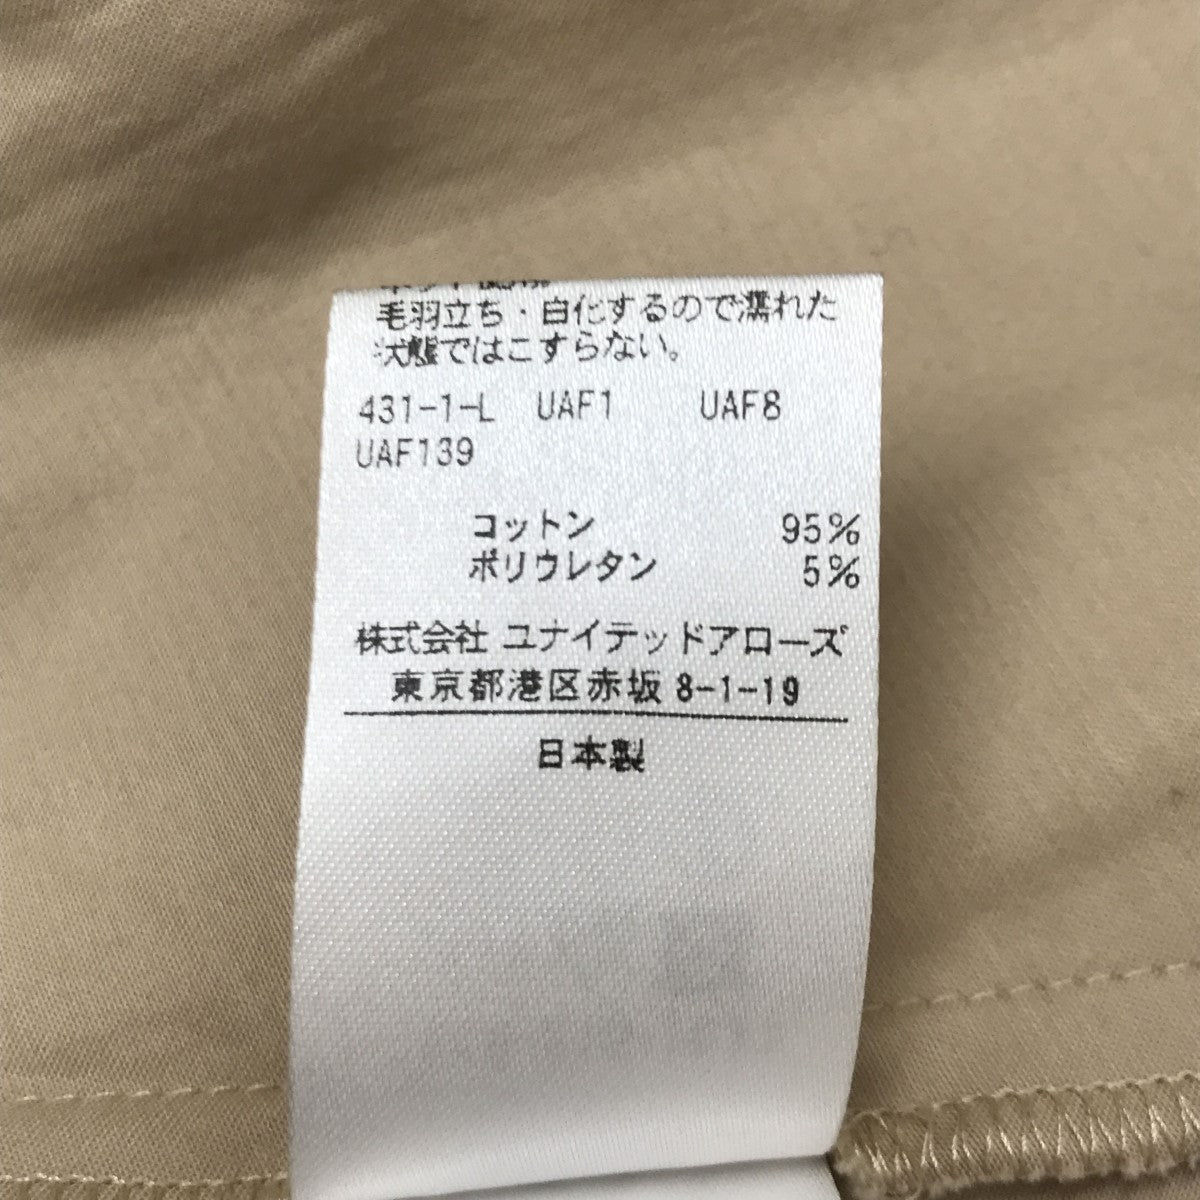 毛羽立ち・白化するので濡れた
状態ではこすらない。
431-1-L UAF1 UAF8
UAF139
コットン 95%
ポリウレタン 5%
株式会社 ユナイテッドアローズ
東京都港区赤坂 8-1-19
日本製